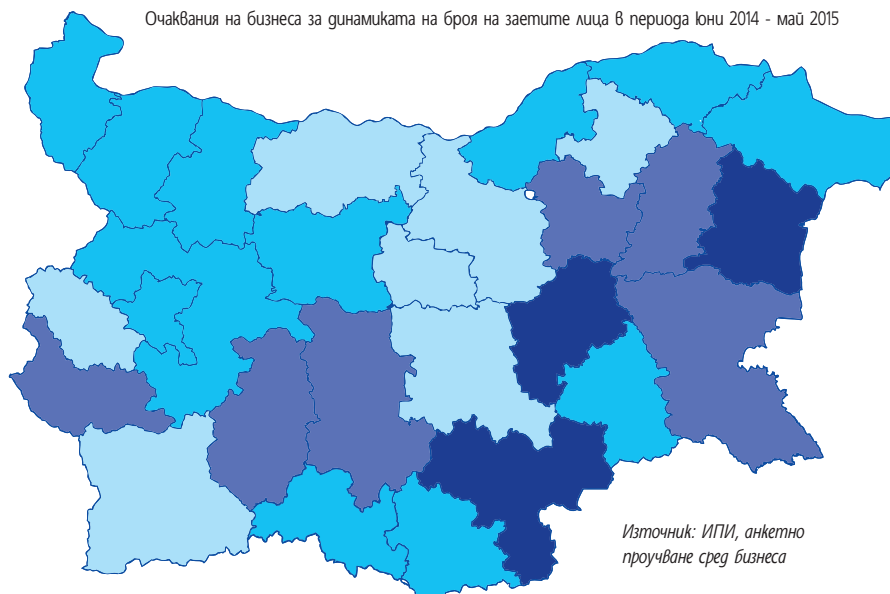 Очаквания на бизнеса за динамиката на броя на заетите лица в периода юни 2014 - май 2015
Източник: ИПИ, анкетно
проучване сред бизнеса